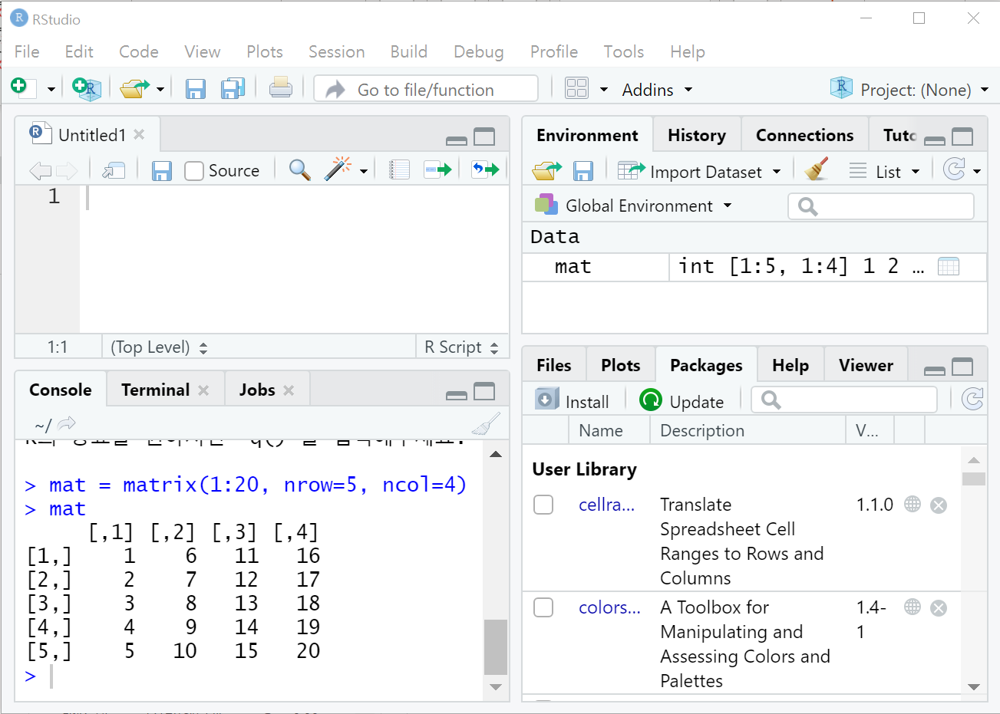 RStudio
File Edit Code View Plots Session Build Debug Profile Tools Help
Go to file/function Addins Project: (None)
Untitled1
Source
1
1:1 (Top Level) R Script
Console Terminal Jobs
~/
> mat = matrix(1:20, nrow=5, ncol=4)
> mat
[,1] [,2] [,3] [,4]
[1,] 1 6 11 16
[2,] 2 7 12 17
[3,] 3 8 13 18
[4,] 4 9 14 19
[5,] 5 10 15 20
>
Environment History Connections
Import Dataset List
Global Environment
Data
mat int [1:5, 1:4] 1 2 ...
Files Plots Packages Help Viewer
Install Update
Name Description V...
User Library
cellra... Translate 1.1.0
Spreadsheet Cell
Ranges to Rows and
Columns
colors... A Toolbox for 1.4-
Manipulating and 1
Assessing Colors and
Palettes